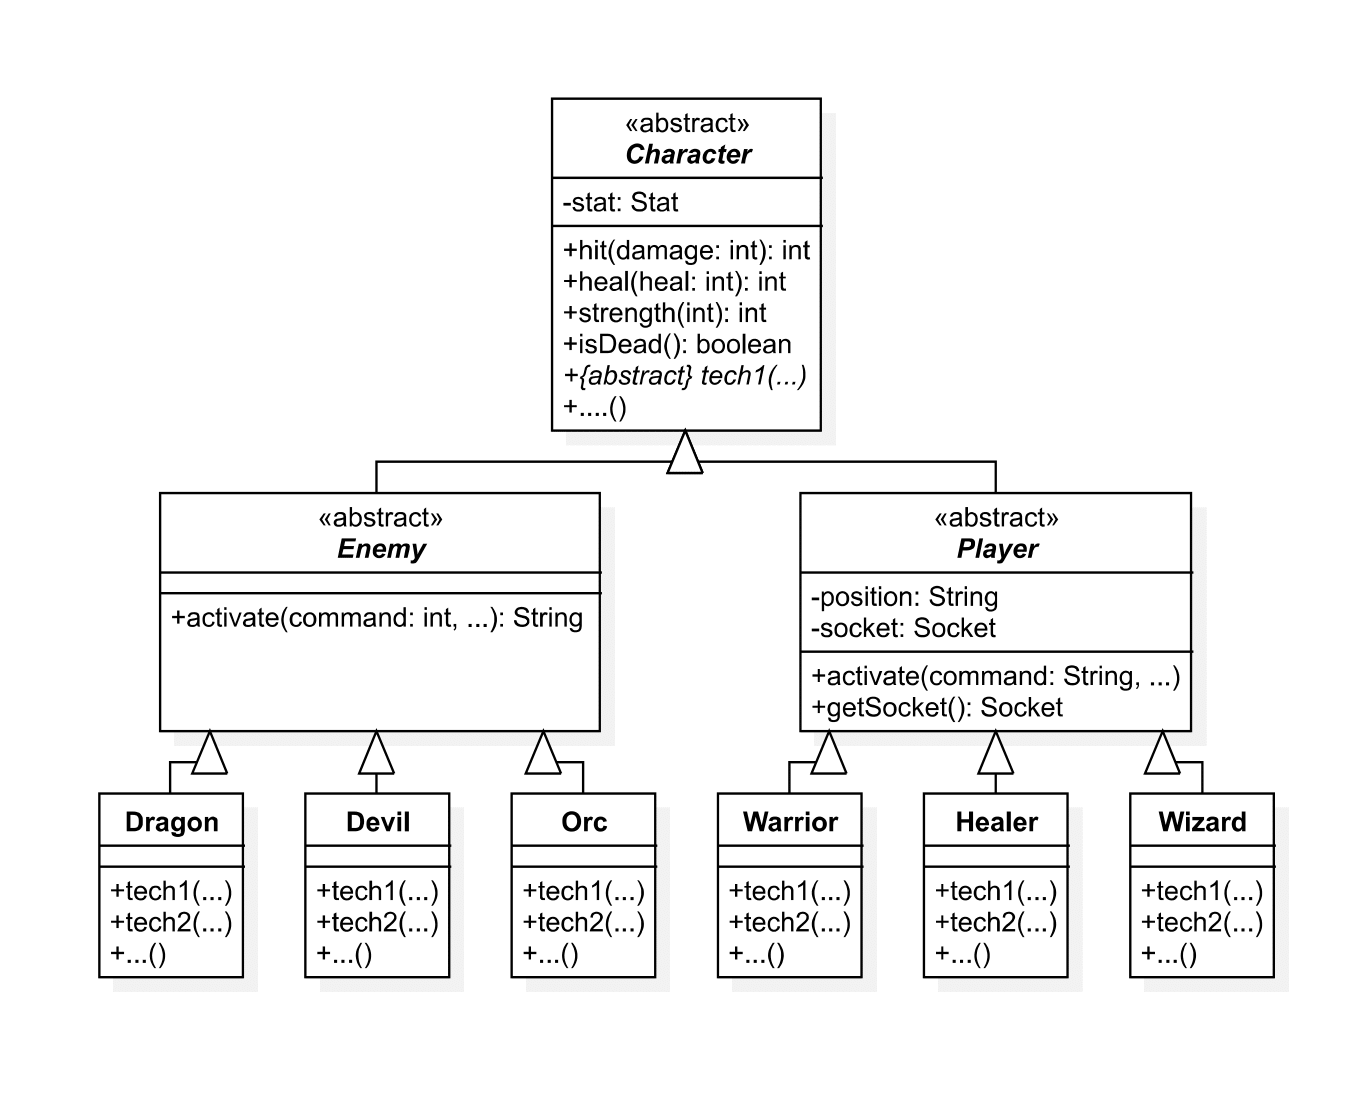 «abstract»
Character
-stat: Stat
+hit(damage: int): int
+heal(heal: int): int
+strength(int): int
+isDead(): boolean
+{abstract} tech1(...)
+....()
«abstract»
Enemy
+activate(command: int, ...): String
«abstract»
Player
-position: String
-socket: Socket
+activate(command: String, ...)
+getSocket(): Socket
Dragon
+tech1(...)
+tech2(...)
+...()
Devil
+tech1(...)
+tech2(...)
+...()
Orc
+tech1(...)
+tech2(...)
+...()
Warrior
+tech1(...)
+tech2(...)
+...()
Healer
+tech1(...)
+tech2(...)
+...()
Wizard
+tech1(...)
+tech2(...)
+...()